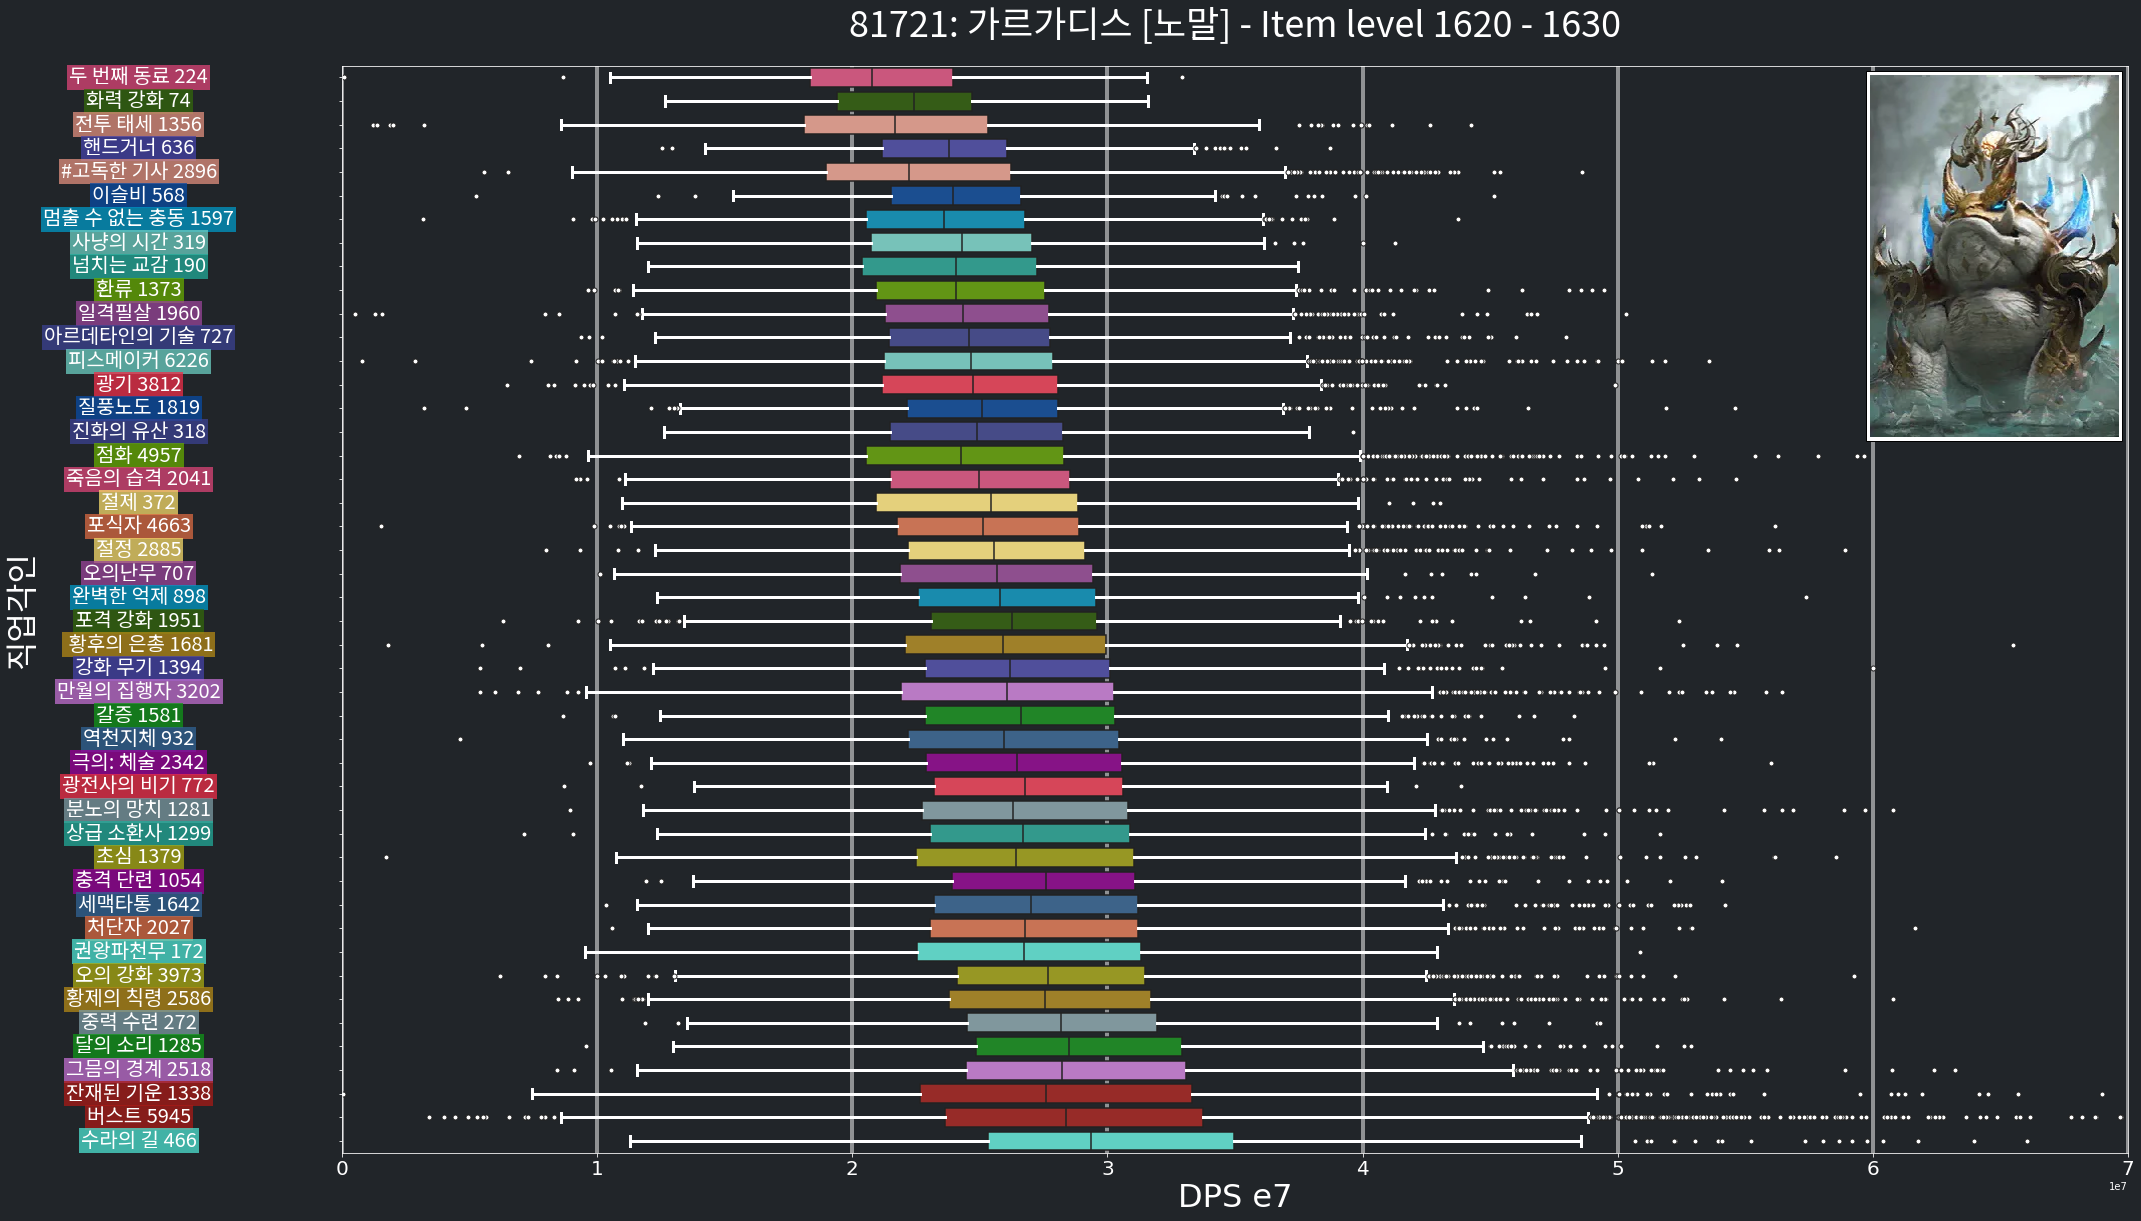 81721: 가르가디스 [노말] - Item level 1620 - 1630
두 번째 동료 224
화력 강화 74
전투 태세 1356
핸드거너 636
#고독한 기사 2896
이슬비 568
멈출 수 없는 충동 1597
사냥의 시간 319
넘치는 교감 190
환류 1373
일격필살 1960
아르데타인의 기술 727
피스메이커 6226
광기 3812
질풍노도 1819
진화의 유산 318
점화 4957
죽음의 습격 2041
절제 372
포식자 4663
절정 2885
오의난무 707
완벽한 억제 898
포격 강화 1951
황후의 은총 1681
강화 무기 1394
만월의 집행자 3202
갈증 1581
역천지체 932
극의: 체술 2342
광전사의 비기 772
분노의 망치 1281
상급 소환사 1299
초심 1379
충격 단련 1054
세맥타통 1642
처단자 2027
권왕파천무 172
오의 강화 3973
황제의 칙령 2586
중력 수련 272
달의 소리 1285
그믐의 경계 2518
잔재된 기운 1338
버스트 5945
수라의 길 466
직업각인
0 1 2 3 4 5 6 7
DPS e7
1e7